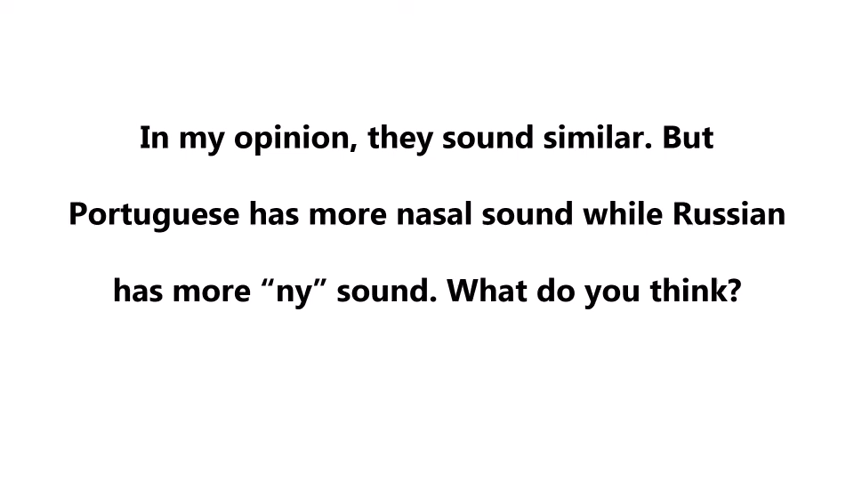 In my opinion, they sound similar. But
Portuguese has more nasal sound while Russian
has more “ny” sound. What do you think?